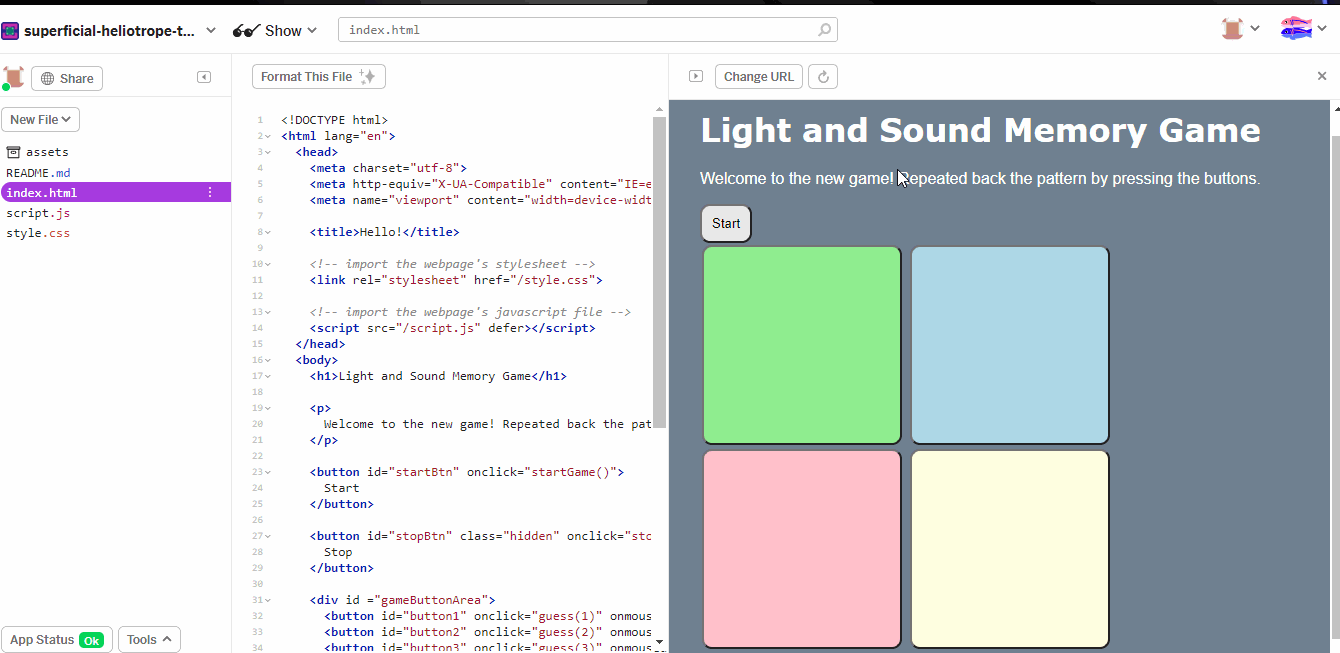 superficial-heliotrope-t...
Show
index.html
Share
Format This File
Change URL
New File
assets
README.md
index.html
script.js
style.css
App Status Ok
Tools
1 <!DOCTYPE html>
2 <html lang="en">
3 <head>
4 <meta charset="utf-8">
5 <meta http-equiv="X-UA-Compatible" content="IE=e
6 <meta name="viewport" content="width=device-widt
7
8 <title>Hello!</title>
9
10 <!-- import the webpage's stylesheet -->
11 <link rel="stylesheet" href="/style.css">
12
13 <!-- import the webpage's javascript file -->
14 <script src="/script.js" defer></script>
15 </head>
16 <body>
17 <h1>Light and Sound Memory Game</h1>
18
19 <p>
20 Welcome to the new game! Repeated back the pat
21 </p>
22
23 <button id="startBtn" onclick="startGame()">
24 Start
25 </button>
26
27 <button id="stopBtn" class="hidden" onclick="sto
28 Stop
29 </button>
30
31 <div id ="gameButtonArea">
32 <button id="button1" onclick="guess(1)" onmous
33 <button id="button2" onclick="guess(2)" onmous
34 <button id="button3" onclick="guess(3)" onmous
Light and Sound Memory Game
Welcome to the new game! Repeated back the pattern by pressing the buttons.
Start